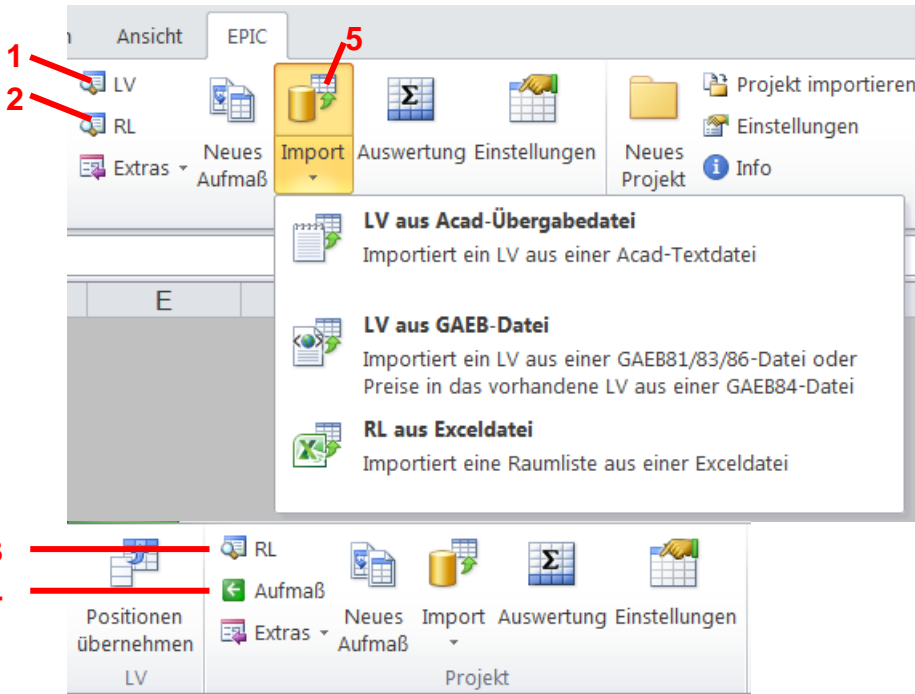 Ansicht EPIC 5
1 LV Projekt importieren
2 RL Einstellungen
Extras Neues Aufmaß Import Auswertung Einstellungen Neues Projekt Info
LV aus Acad-Übergabedatei
Importiert ein LV aus einer Acad-Textdatei
E
LV aus GAEB-Datei
Importiert ein LV aus einer GAEB81/83/86-Datei oder
Preise in das vorhandene LV aus einer GAEB84-Datei
RL aus Exceldatei
Importiert eine Raumliste aus einer Exceldatei
RL
Aufmaß
Positionen übernehmen Extras Neues Aufmaß Import Auswertung Einstellungen
LV Projekt